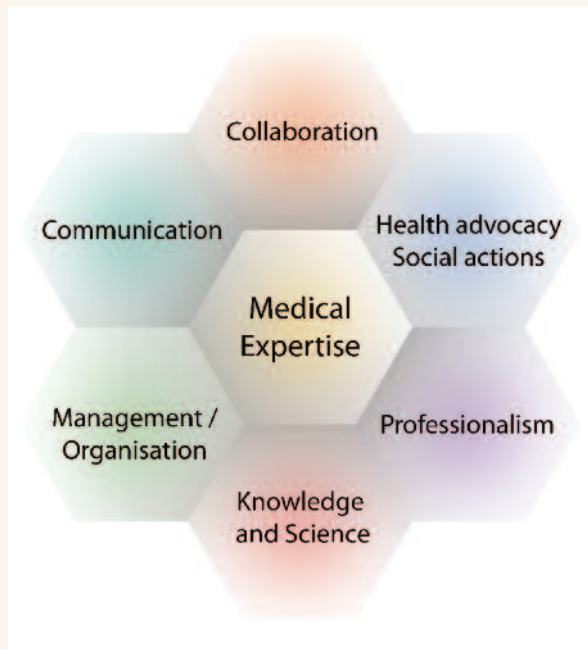 Collaboration
Communication
Health advocacy
Social actions
Medical
Expertise
Management /
Organisation
Professionalism
Knowledge
and Science